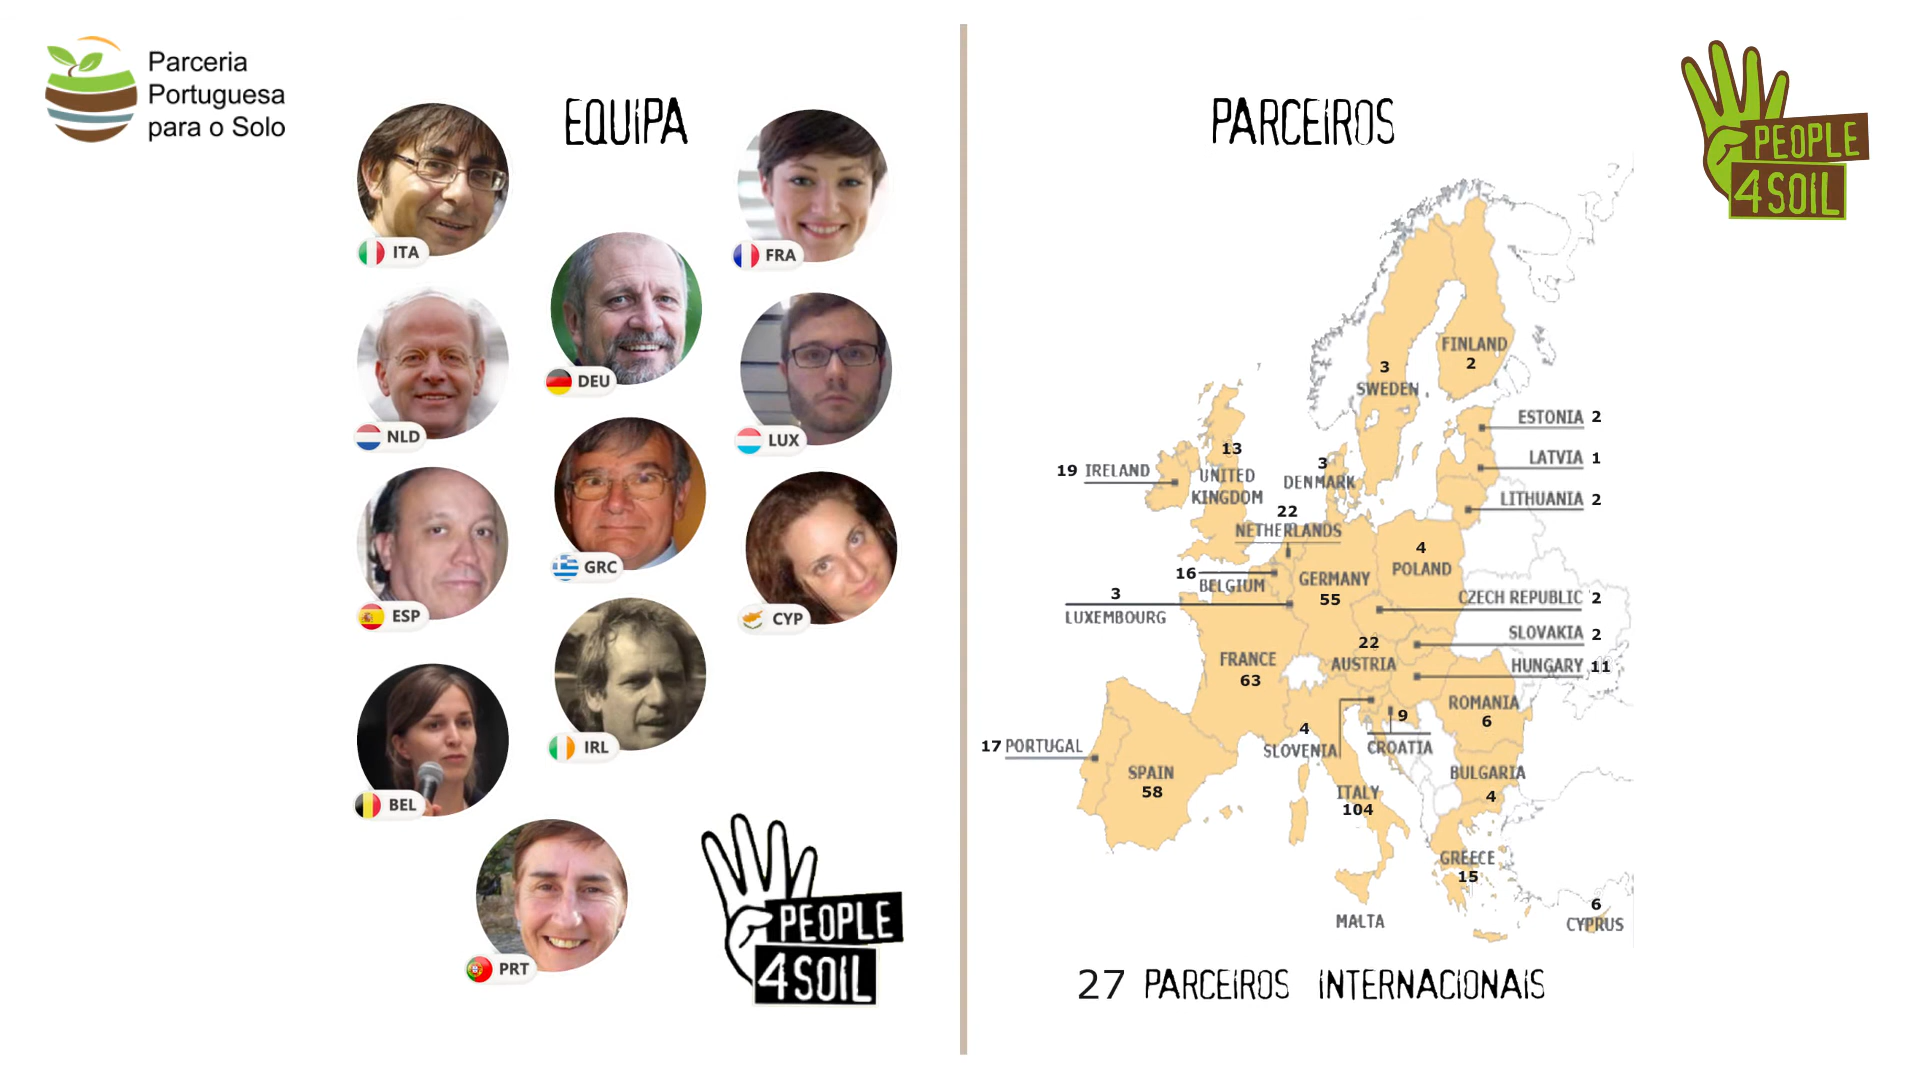 Parceria
Portuguesa
para o Solo
EQUIPA
ITA
FRA
DEU
NLD
LUX
GRC
ESP
CYP
IRL
BEL
PRT
PEOPLE
4SOIL
PARCEIROS
PEOPLE
4SOIL
FINLAND
2
3
SWEDEN
ESTONIA 2
LATVIA 1
LITHUANIA 2
13
UNITED
KINGDOM
19 IRELAND
3
DENMARK
22
NETHERLANDS
4
POLAND
16
BELGIUM
GERMANY
55
3
LUXEMBOURG
CZECH REPUBLIC 2
SLOVAKIA 2
22
AUSTRIA
HUNGARY 11
FRANCE
63
ROMANIA
6
4
SLOVENIA
9
CROATIA
17 PORTUGAL
SPAIN
58
BULGARIA
4
ITALY
104
GREECE
15
MALTA
6
CYPRUS
27 PARCEIROS INTERNACIONAIS